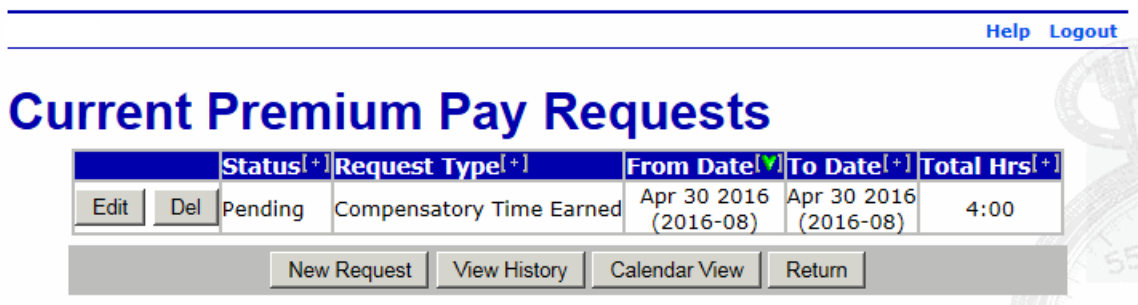 Help Logout
Current Premium Pay Requests
Status[+] Request Type[+] From Date[V] To Date[+] Total Hrs[+]
Edit Del Pending Compensatory Time Earned Apr 30 2016 (2016-08) Apr 30 2016 (2016-08) 4:00
New Request View History Calendar View Return
55